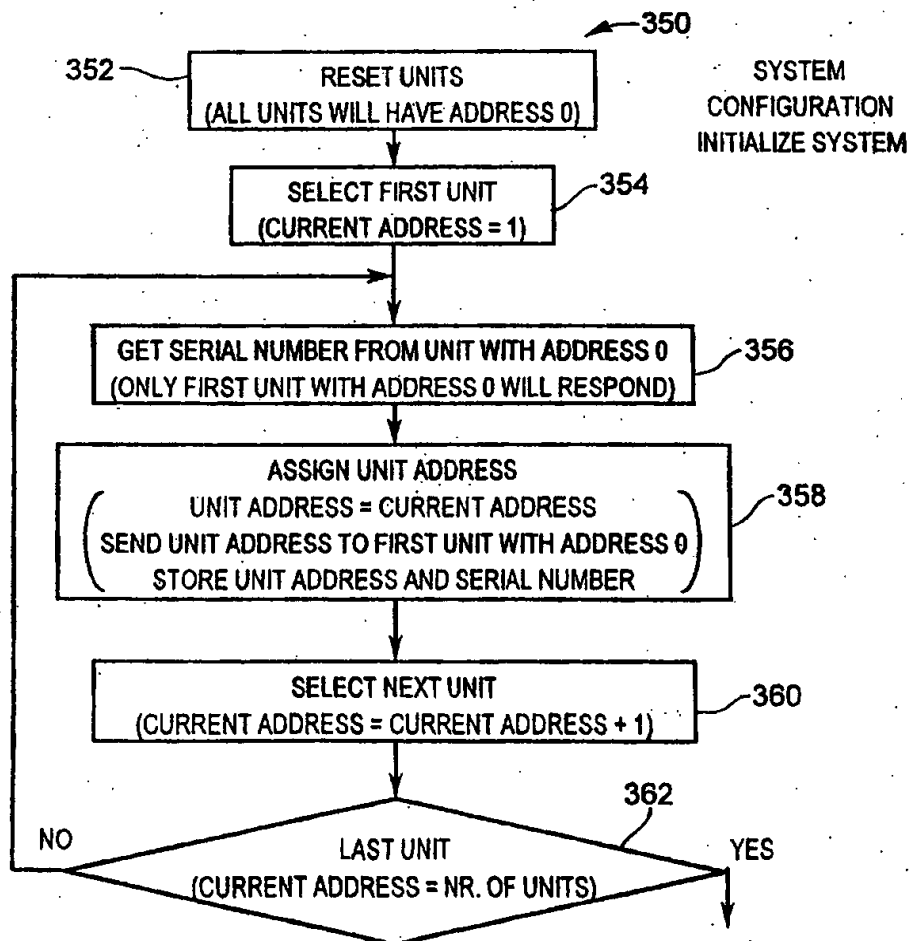 350
352
RESET UNITS
(ALL UNITS WILL HAVE ADDRESS 0)
SYSTEM
CONFIGURATION
INITIALIZE SYSTEM
SELECT FIRST UNIT
(CURRENT ADDRESS = 1)
354
GET SERIAL NUMBER FROM UNIT WITH ADDRESS 0
(ONLY FIRST UNIT WITH ADDRESS 0 WILL RESPOND)
356
ASSIGN UNIT ADDRESS
UNIT ADDRESS = CURRENT ADDRESS
SEND UNIT ADDRESS TO FIRST UNIT WITH ADDRESS 0
STORE UNIT ADDRESS AND SERIAL NUMBER
358
SELECT NEXT UNIT
(CURRENT ADDRESS = CURRENT ADDRESS + 1)
360
362
NO
LAST UNIT
(CURRENT ADDRESS = NR. OF UNITS)
YES